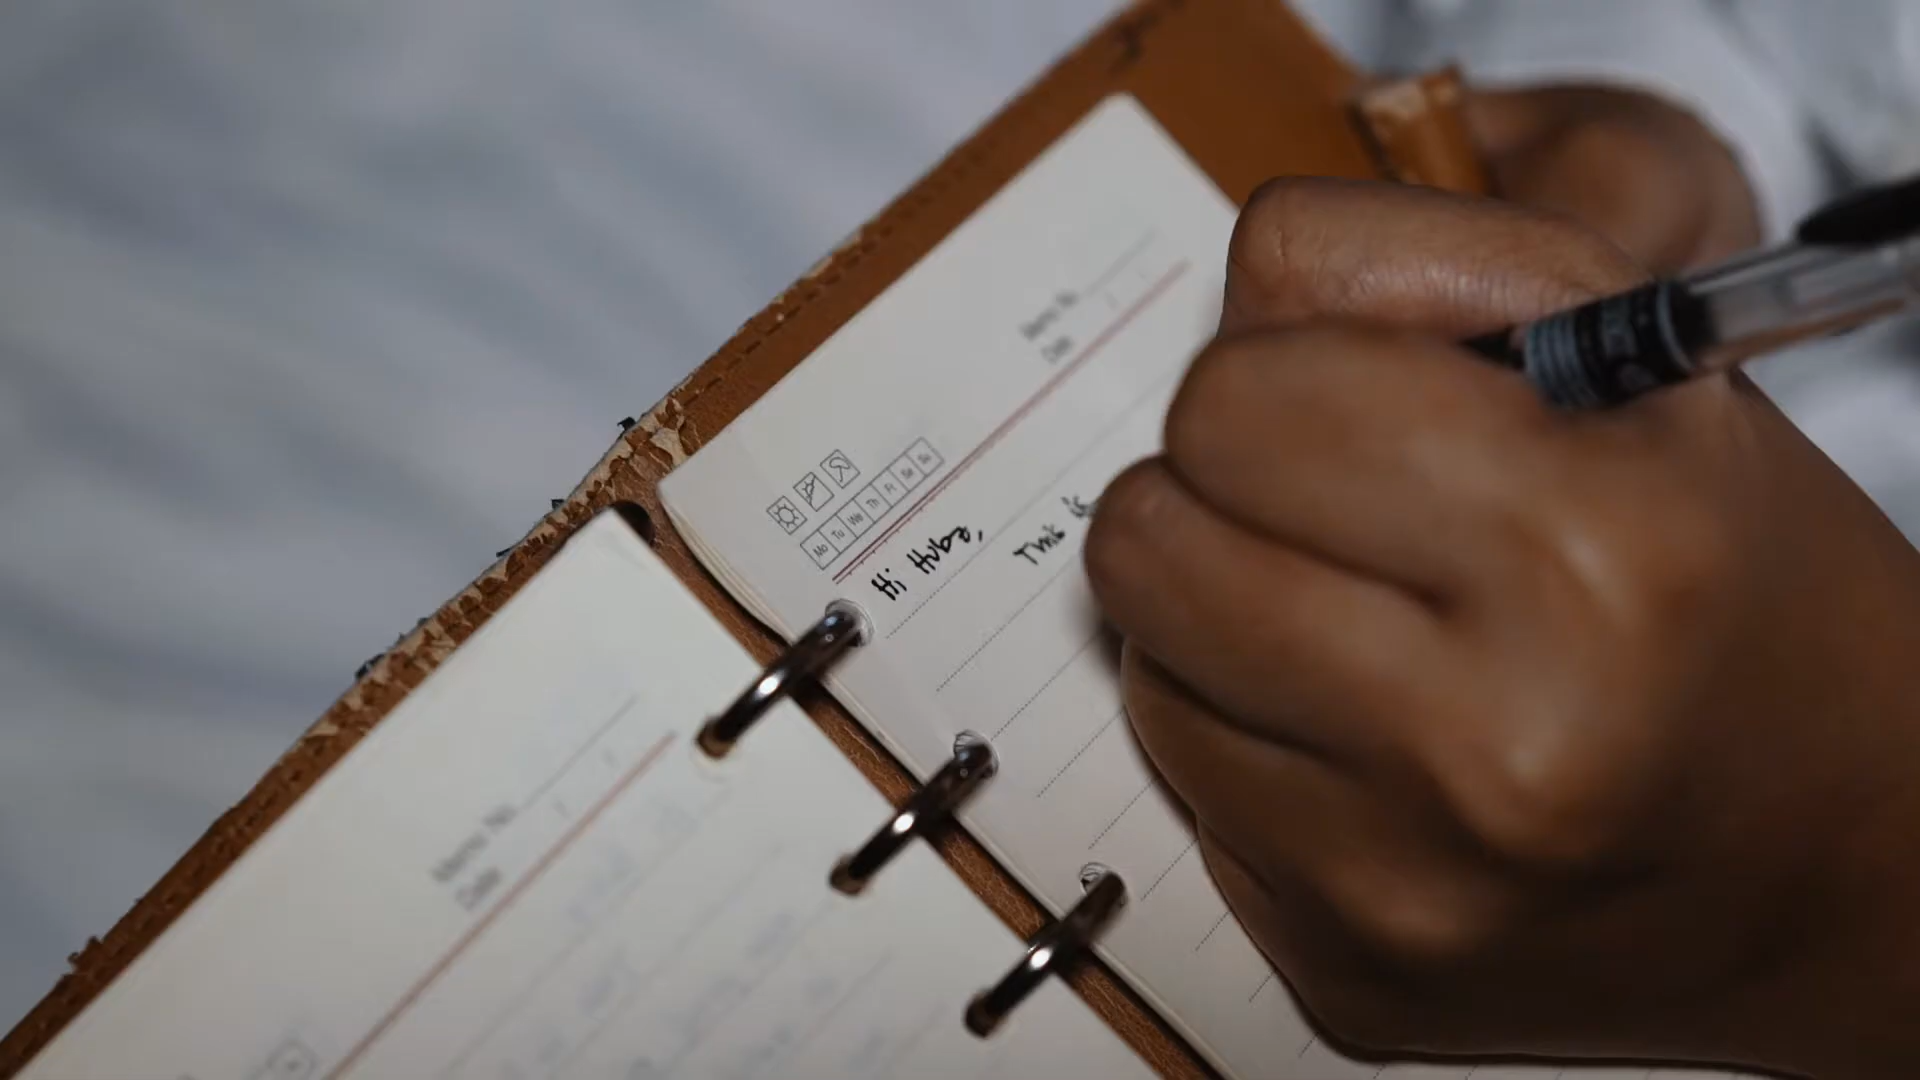 Memo No.
Date
Mo Tu We Th Fr Sa Su
Hi Hubz,
This is
Memo No.
Date